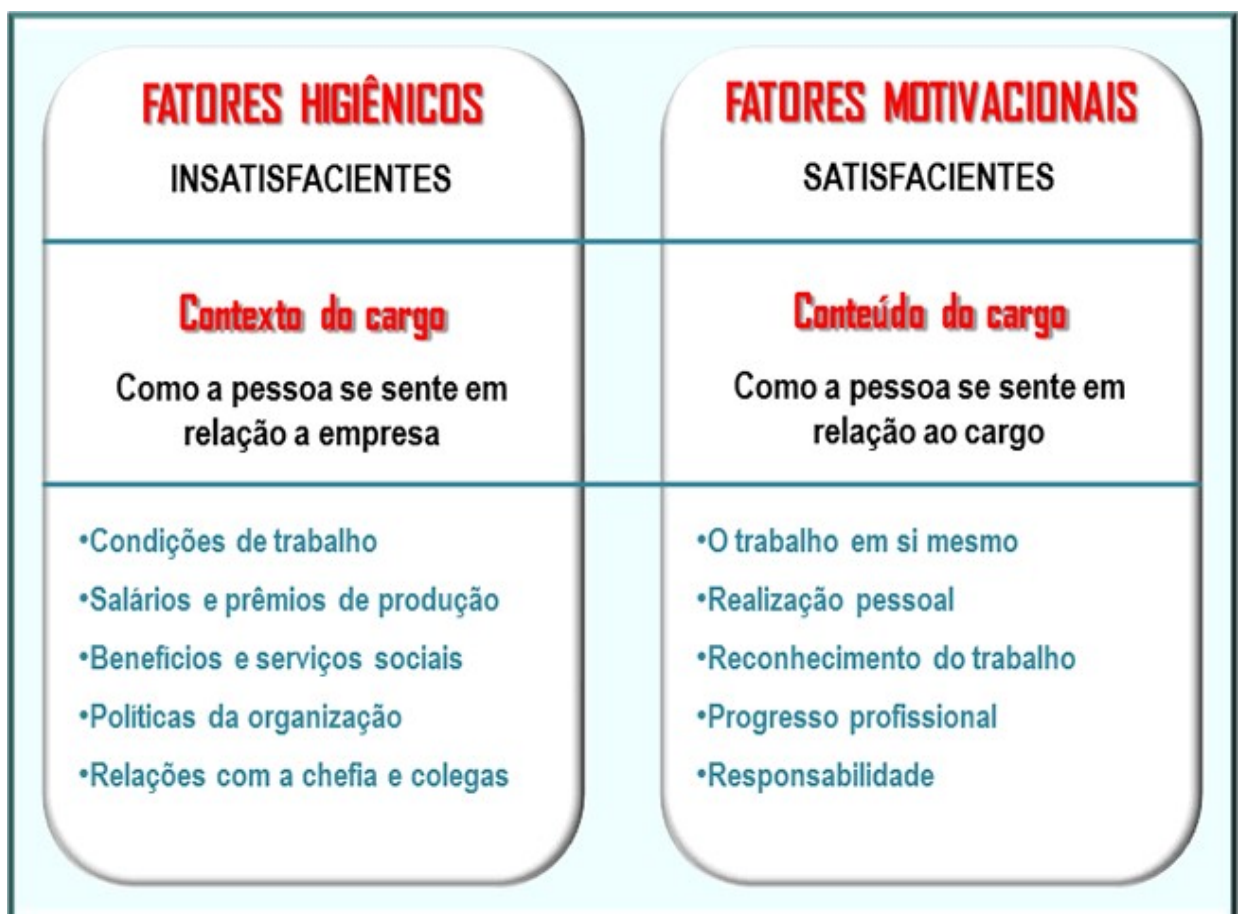 FATORES HIGIÊNICOS
INSATISFACIENTES
Contexto do cargo
Como a pessoa se sente em
relação a empresa
•Condições de trabalho
•Salários e prêmios de produção
•Benefícios e serviços sociais
•Políticas da organização
•Relações com a chefia e colegas
FATORES MOTIVACIONAIS
SATISFACIENTES
Conteúdo do cargo
Como a pessoa se sente em
relação ao cargo
•O trabalho em si mesmo
•Realização pessoal
•Reconhecimento do trabalho
•Progresso profissional
•Responsabilidade